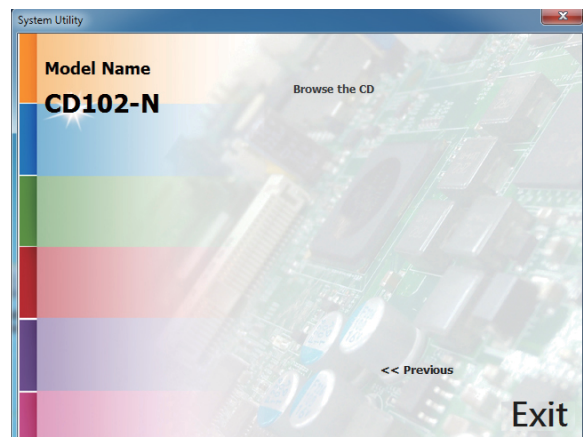 System Utility
Model Name
CD102-N
Browse the CD
<< Previous
Exit